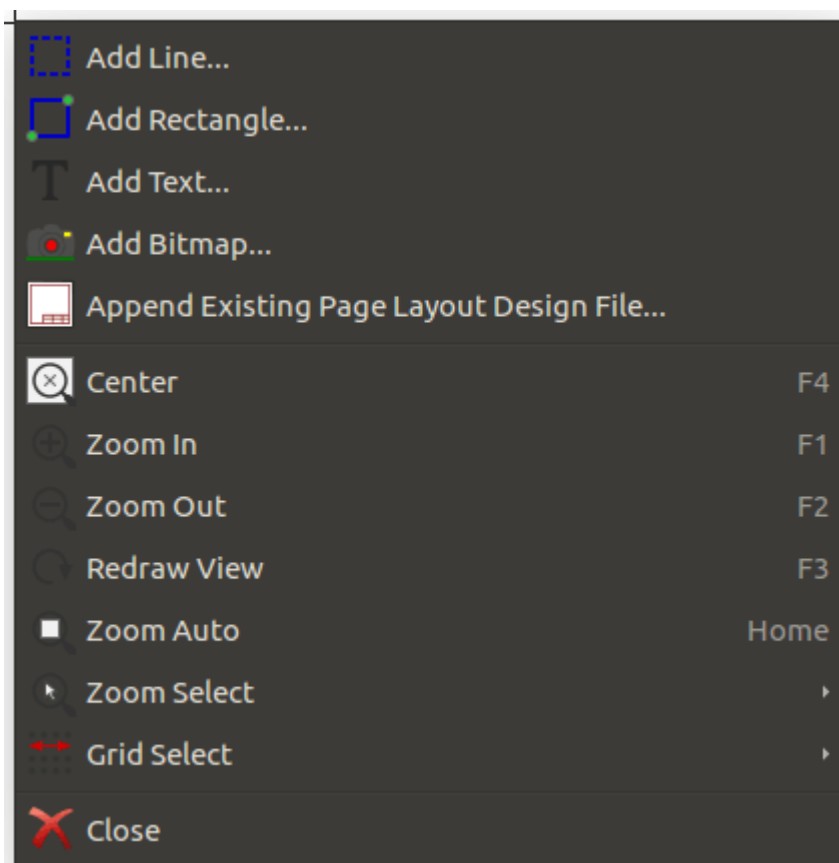 Add Line...
Add Rectangle...
Add Text...
Add Bitmap...
Append Existing Page Layout Design File...
Center F4
Zoom In F1
Zoom Out F2
Redraw View F3
Zoom Auto Home
Zoom Select
Grid Select
Close